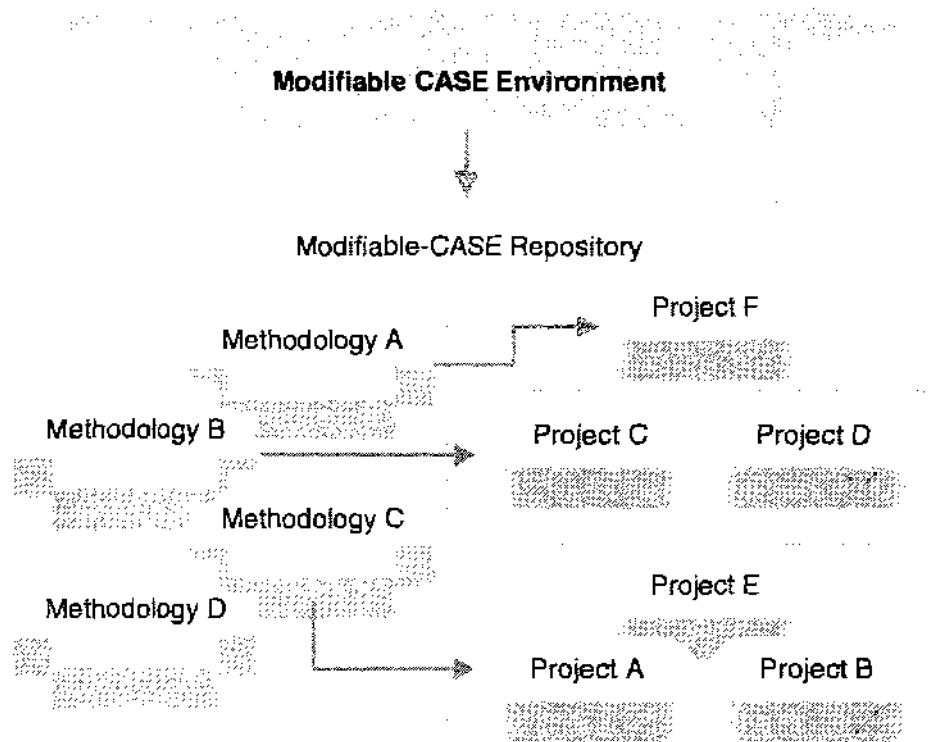 Modifiable CASE Environment
Modifiable-CASE Repository
Project F
Methodology A
Methodology B
Project C
Project D
Methodology C
Project E
Methodology D
Project A
Project B